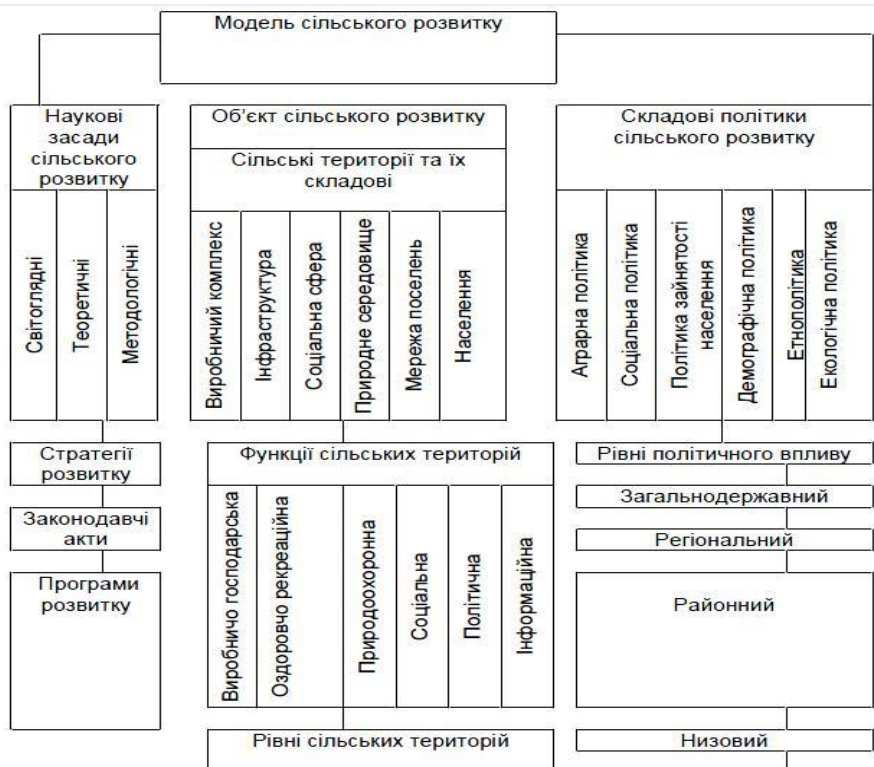 Модель сільського розвитку
Наукові
засади
сільського
розвитку
Світоглядні
Теоретичні
Методологічні
Стратегії
розвитку
Законодавчі
акти
Програми
розвитку
Об'єкт сільського розвитку
Сільські території та їх
складові
Виробничий комплекс
Інфраструктура
Соціальна сфера
Природне середовище
Мережа поселень
Населення
Функції сільських територій
Виробничо господарська
Оздоровчо рекреаційна
Природоохоронна
Соціальна
Політична
Інформаційна
Рівні сільських територій
Складові політики
сільського розвитку
Аграрна політика
Соціальна політика
Політика зайнятості
населення
Демографічна політика
Етнополітика
Екологічна політика
Рівні політичного впливу
Загальнодержавний
Регіональний
Районний
Низовий